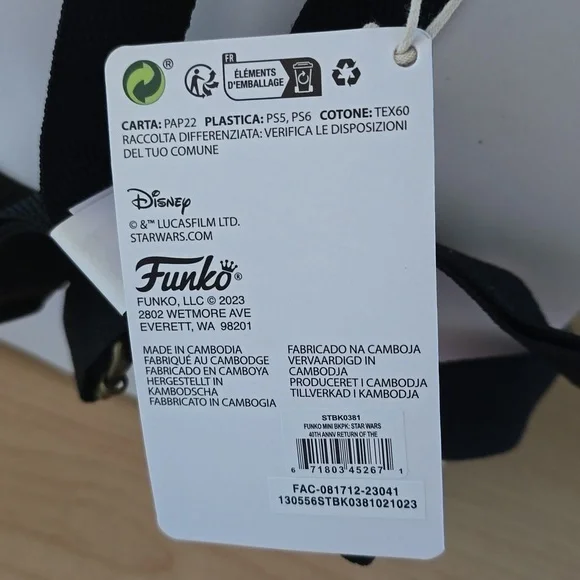 ®
FR
ÉLÉMENTS
D'EMBALLAGE
CARTA: PAP22 PLASTICA: PS5, PS6 COTONE: TEX60
RACCOLTA DIFFERENZIATA: VERIFICA LE DISPOSIZIONI
DEL TUO COMUNE
Disney
© &™ LUCASFILM LTD.
STARWARS.COM
Funko®
FUNKO, LLC © 2023
2802 WETMORE AVE
EVERETT, WA 98201
MADE IN CAMBODIA
FABRIQUÉ AU CAMBODGE
FABRICADO EN CAMBOYA
HERGESTELLT IN
KAMBODSCHA
FABBRICATO IN CAMBOGIA
FABRICADO NA CAMBOJA
VERVAARDIGD IN
CAMBODJA
PRODUCERET I CAMBODJA
TILLVERKAD I KAMBODJA
STBK0381
FUNKO MINI BKPK: STAR WARS
40TH ANNV RETURN OF THE
6 71803 45267 1
FAC-081712-23041
130556STBK0381021023